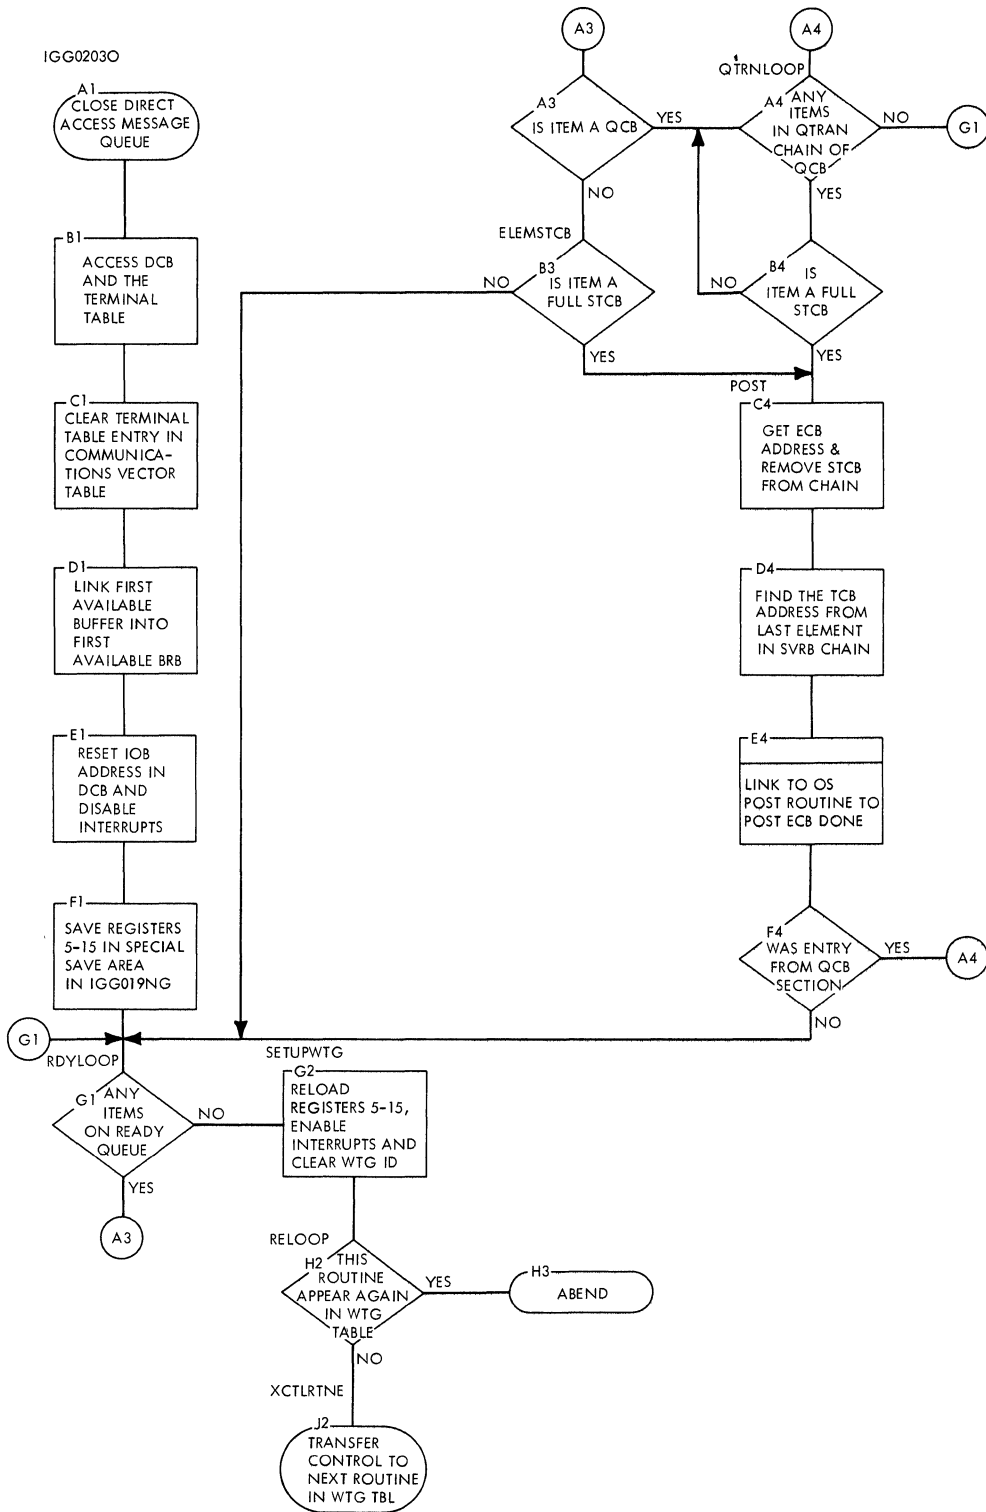 IGG0203O
A1
CLOSE DIRECT
ACCESS MESSAGE
QUEUE
B1
ACCESS DCB
AND THE
TERMINAL
TABLE
C1
CLEAR TERMINAL
TABLE ENTRY IN
COMMUNICA-
TIONS VECTOR
TABLE
D1
LINK FIRST
AVAILABLE
BUFFER INTO
FIRST
AVAILABLE BRB
E1
RESET IOB
ADDRESS IN
DCB AND
DISABLE
INTERRUPTS
F1
SAVE REGISTERS
5-15 IN SPECIAL
SAVE AREA
IN IGG019NG
G1
RDYLOOP
G1
ANY
ITEMS
ON READY
QUEUE
NO
YES
A3
SETUPWTG
G2
RELOAD
REGISTERS 5-15,
ENABLE
INTERRUPTS AND
CLEAR WTG ID
RELOOP
H2
THIS
ROUTINE
APPEAR AGAIN
IN WTG
TABLE
YES
H3
ABEND
NO
XCTLRTNE
J2
TRANSFER
CONTROL TO
NEXT ROUTINE
IN WTG TBL
A3
A3
IS ITEM A QCB
YES
NO
ELEMSTCB
B3
IS ITEM A
FULL STCB
NO
YES
A4
QTRNLOOP
A4
ANY
ITEMS
IN QTRAN
CHAIN OF
QCB
NO
G1
YES
B4
IS
ITEM A FULL
STCB
NO
YES
POST
C4
GET ECB
ADDRESS &
REMOVE STCB
FROM CHAIN
D4
FIND THE TCB
ADDRESS FROM
LAST ELEMENT
IN SVRB CHAIN
E4
LINK TO OS
POST ROUTINE TO
POST ECB DONE
F4
WAS ENTRY
FROM QCB
SECTION
YES
A4
NO